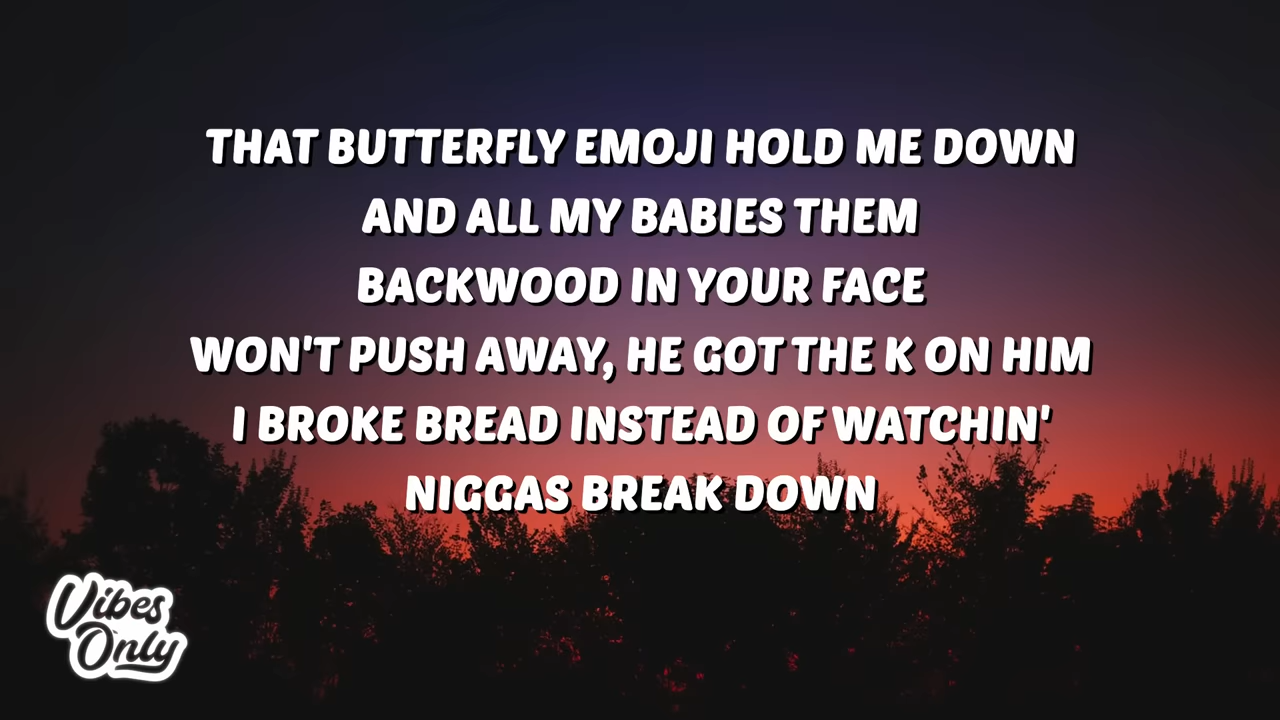 THAT BUTTERFLY EMOJI HOLD ME DOWN
AND ALL MY BABIES THEM
BACKWOOD IN YOUR FACE
WON'T PUSH AWAY, HE GOT THE K ON HIM
I BROKE BREAD INSTEAD OF WATCHIN'
NIGGAS BREAK DOWN
Vibes
Only